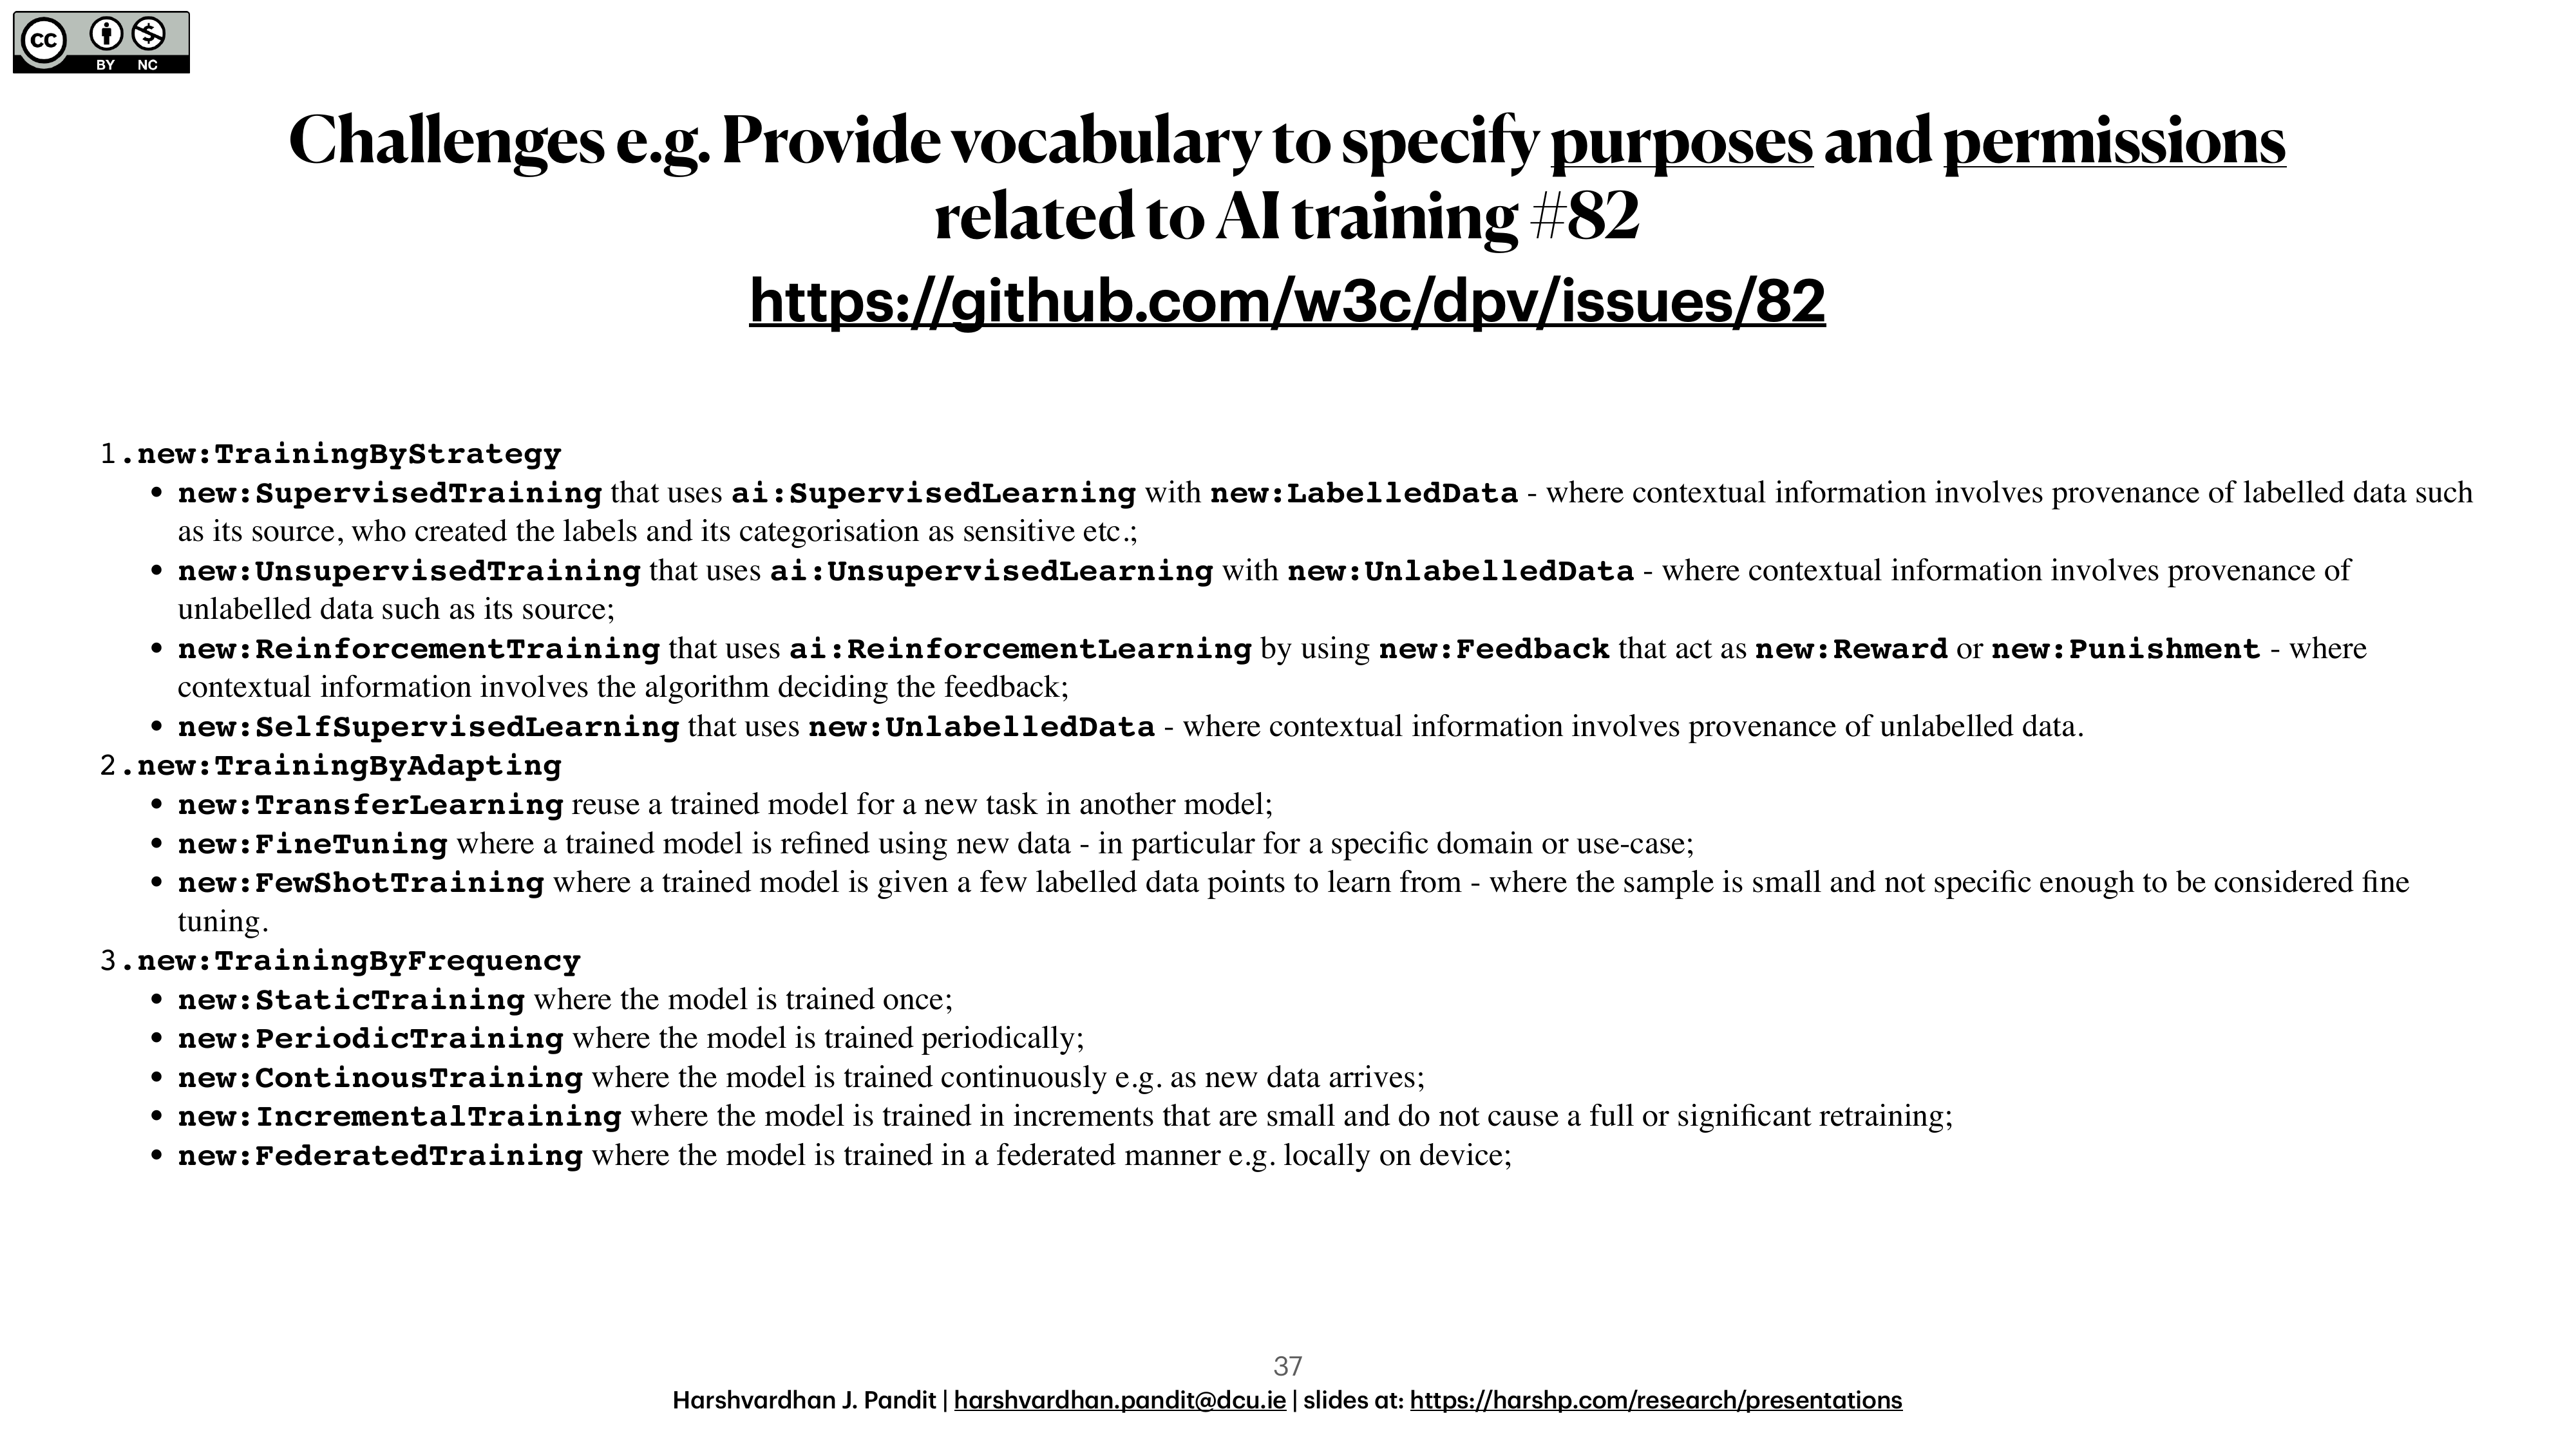 cc BY NC
Challenges e.g. Provide vocabulary to specify purposes and permissions
related to AI training #82
https://github.com/w3c/dpv/issues/82
1.new:TrainingByStrategy
• new:SupervisedTraining that uses ai:SupervisedLearning with new:LabelledData - where contextual information involves provenance of labelled data such
as its source, who created the labels and its categorisation as sensitive etc.;
• new:UnsupervisedTraining that uses ai:UnsupervisedLearning with new:UnlabelledData - where contextual information involves provenance of
unlabelled data such as its source;
• new:ReinforcementTraining that uses ai:ReinforcementLearning by using new:Feedback that act as new:Reward or new:Punishment - where
contextual information involves the algorithm deciding the feedback;
• new:SelfSupervisedLearning that uses new:UnlabelledData - where contextual information involves provenance of unlabelled data.
2.new:TrainingByAdapting
• new:TransferLearning reuse a trained model for a new task in another model;
• new:FineTuning where a trained model is refined using new data - in particular for a specific domain or use-case;
• new:FewShotTraining where a trained model is given a few labelled data points to learn from - where the sample is small and not specific enough to be considered fine
tuning.
3.new:TrainingByFrequency
• new:StaticTraining where the model is trained once;
• new:PeriodicTraining where the model is trained periodically;
• new:ContinousTraining where the model is trained continuously e.g. as new data arrives;
• new:IncrementalTraining where the model is trained in increments that are small and do not cause a full or significant retraining;
• new:FederatedTraining where the model is trained in a federated manner e.g. locally on device;
37
Harshvardhan J. Pandit | harshvardhan.pandit@dcu.ie | slides at: https://harshp.com/research/presentations